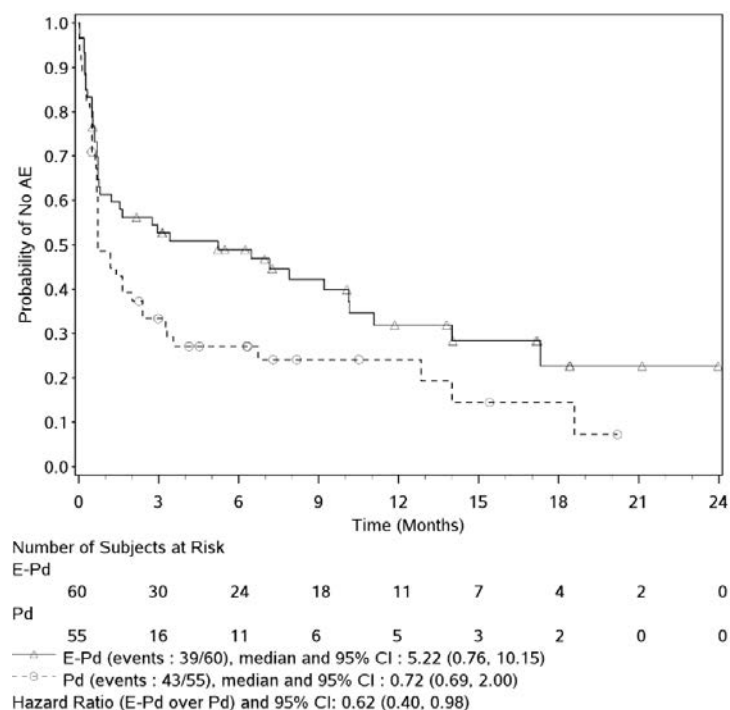 1.0
0.9
0.8
0.7
0.6
0.5
0.4
0.3
0.2
0.1
0.0
Probability of No AE
0 3 6 9 12 15 18 21 24
Time (Months)
Number of Subjects at Risk
E-Pd
60 30 24 18 11 7 4 2 0
Pd
55 16 11 6 5 3 2 0 0
E-Pd (events : 39/60), median and 95% CI : 5.22 (0.76, 10.15)
Pd (events : 43/55), median and 95% CI : 0.72 (0.69, 2.00)
Hazard Ratio (E-Pd over Pd) and 95% CI: 0.62 (0.40, 0.98)